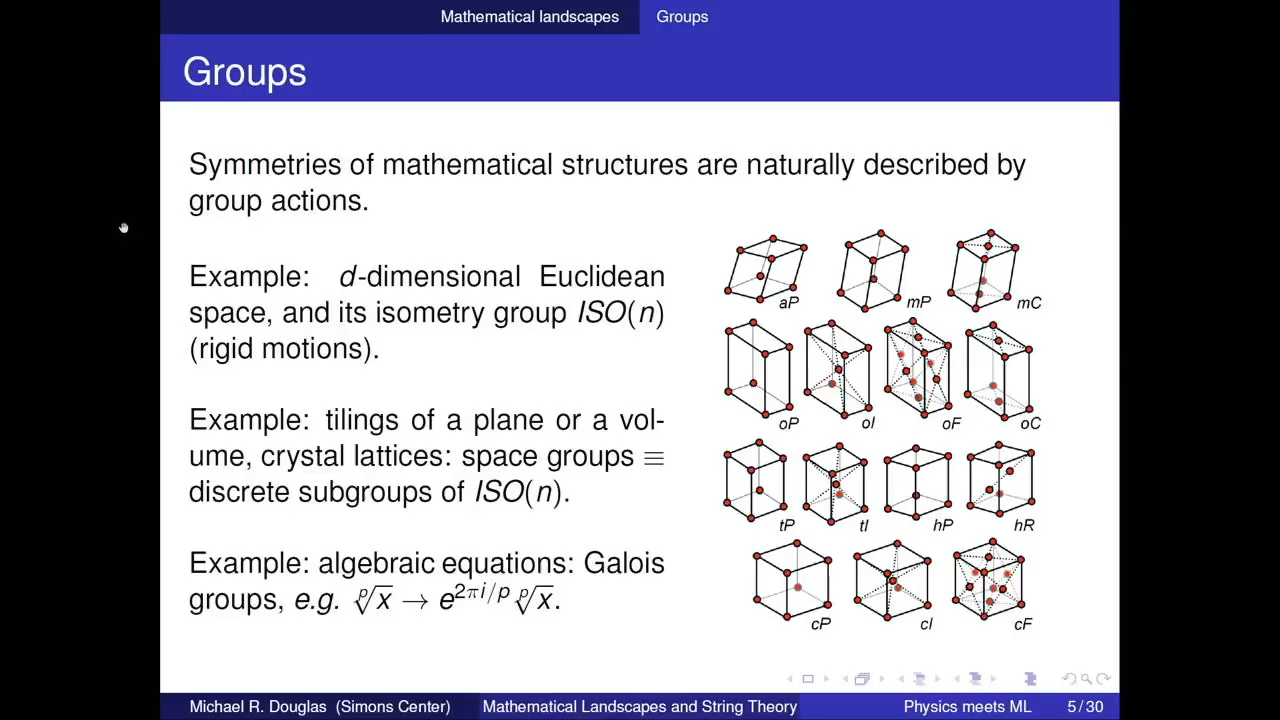 Mathematical landscapes Groups
Groups
Symmetries of mathematical structures are naturally described by
group actions.
Example: d-dimensional Euclidean
space, and its isometry group ISO(n)
(rigid motions).
Example: tilings of a plane or a vol-
ume, crystal lattices: space groups ≡
discrete subgroups of ISO(n).
Example: algebraic equations: Galois
groups, e.g. ᵖ√x → e^{2πi/p} ᵖ√x.
aP mP mC
oP oI oF oC
tP tI hP hR
cP cI cF
Michael R. Douglas (Simons Center) Mathematical Landscapes and String Theory Physics meets ML 5 / 30